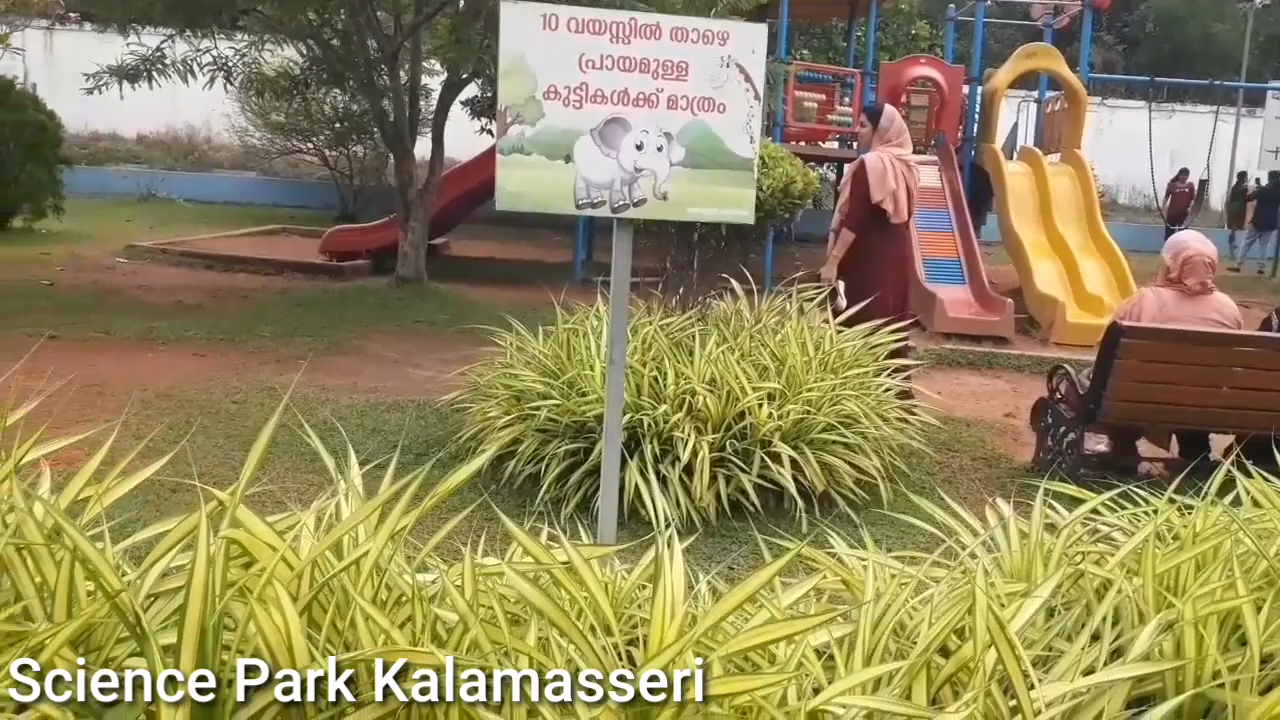 10 വയസ്സിൽ താഴെ
പ്രായമുള്ള
കുട്ടികൾക്ക് മാത്രം
Science Park Kalamasseri